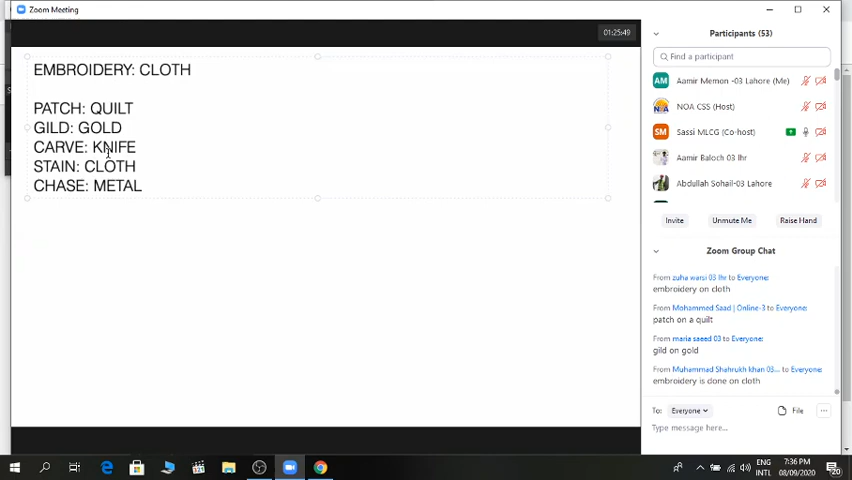 Zoom Meeting
01:25:49
EMBROIDERY: CLOTH
PATCH: QUILT
GILD: GOLD
CARVE: KNIFE
STAIN: CLOTH
CHASE: METAL
Participants (53)
Find a participant
AM Aamir Memon -03 Lahore (Me)
NOA NOA CSS (Host)
SM Sassi MLCG (Co-host)
Aamir Baloch 03 lhr
Abdullah Sohail-03 Lahore
Invite
Unmute Me
Raise Hand
Zoom Group Chat
From zuha warsi 03 lhr to Everyone:
embroidery on cloth
From Mohammed Saad | Online-3 to Everyone:
patch on a quilt
From maria saeed 03 to Everyone:
gild on gold
From Muhammad Shahrukh khan 03... to Everyone:
embroidery is done on cloth
To: Everyone
File
Type message here...
ENG
INTL
7:36 PM
08/09/2020
20